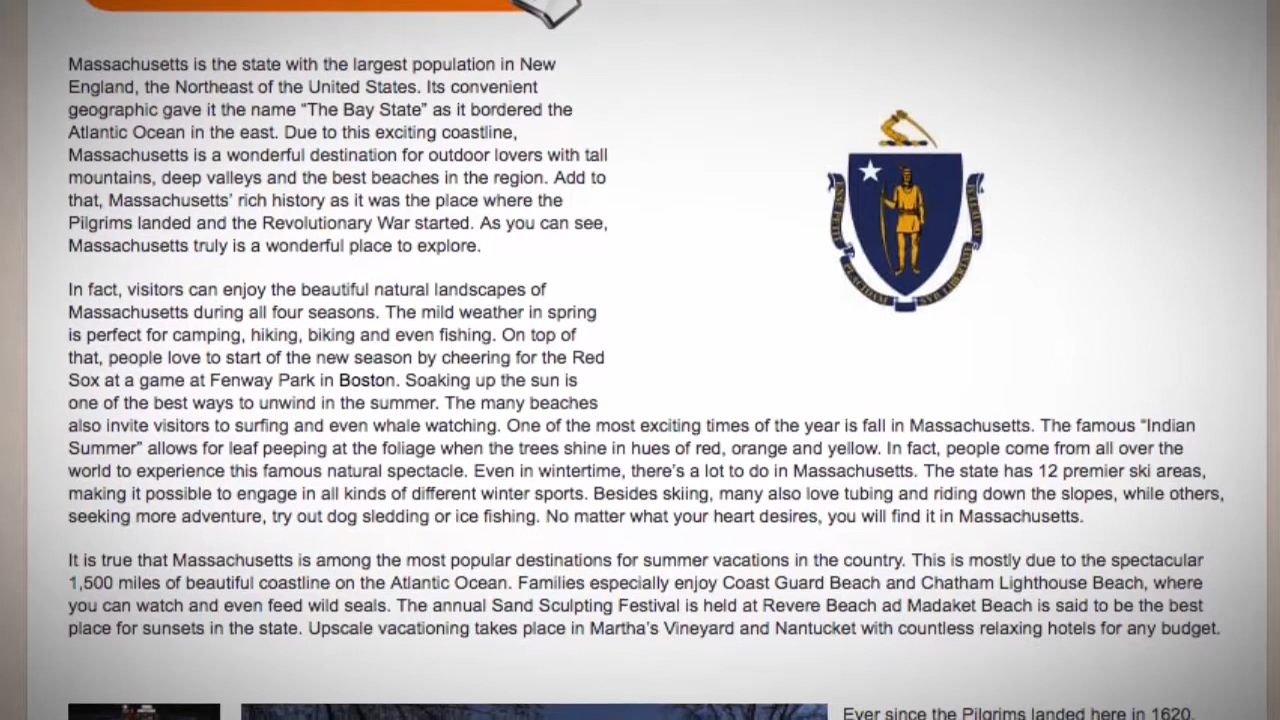 Massachusetts is the state with the largest population in New
England, the Northeast of the United States. Its convenient
geographic gave it the name “The Bay State” as it bordered the
Atlantic Ocean in the east. Due to this exciting coastline,
Massachusetts is a wonderful destination for outdoor lovers with tall
mountains, deep valleys and the best beaches in the region. Add to
that, Massachusetts’ rich history as it was the place where the
Pilgrims landed and the Revolutionary War started. As you can see,
Massachusetts truly is a wonderful place to explore.
In fact, visitors can enjoy the beautiful natural landscapes of
Massachusetts during all four seasons. The mild weather in spring
is perfect for camping, hiking, biking and even fishing. On top of
that, people love to start of the new season by cheering for the Red
Sox at a game at Fenway Park in Boston. Soaking up the sun is
one of the best ways to unwind in the summer. The many beaches
also invite visitors to surfing and even whale watching. One of the most exciting times of the year is fall in Massachusetts. The famous “Indian
Summer” allows for leaf peeping at the foliage when the trees shine in hues of red, orange and yellow. In fact, people come from all over the
world to experience this famous natural spectacle. Even in wintertime, there’s a lot to do in Massachusetts. The state has 12 premier ski areas,
making it possible to engage in all kinds of different winter sports. Besides skiing, many also love tubing and riding down the slopes, while others,
seeking more adventure, try out dog sledding or ice fishing. No matter what your heart desires, you will find it in Massachusetts.
It is true that Massachusetts is among the most popular destinations for summer vacations in the country. This is mostly due to the spectacular
1,500 miles of beautiful coastline on the Atlantic Ocean. Families especially enjoy Coast Guard Beach and Chatham Lighthouse Beach, where
you can watch and even feed wild seals. The annual Sand Sculpting Festival is held at Revere Beach ad Madaket Beach is said to be the best
place for sunsets in the state. Upscale vacationing takes place in Martha’s Vineyard and Nantucket with countless relaxing hotels for any budget.
Ever since the Pilgrims landed here in 1620,